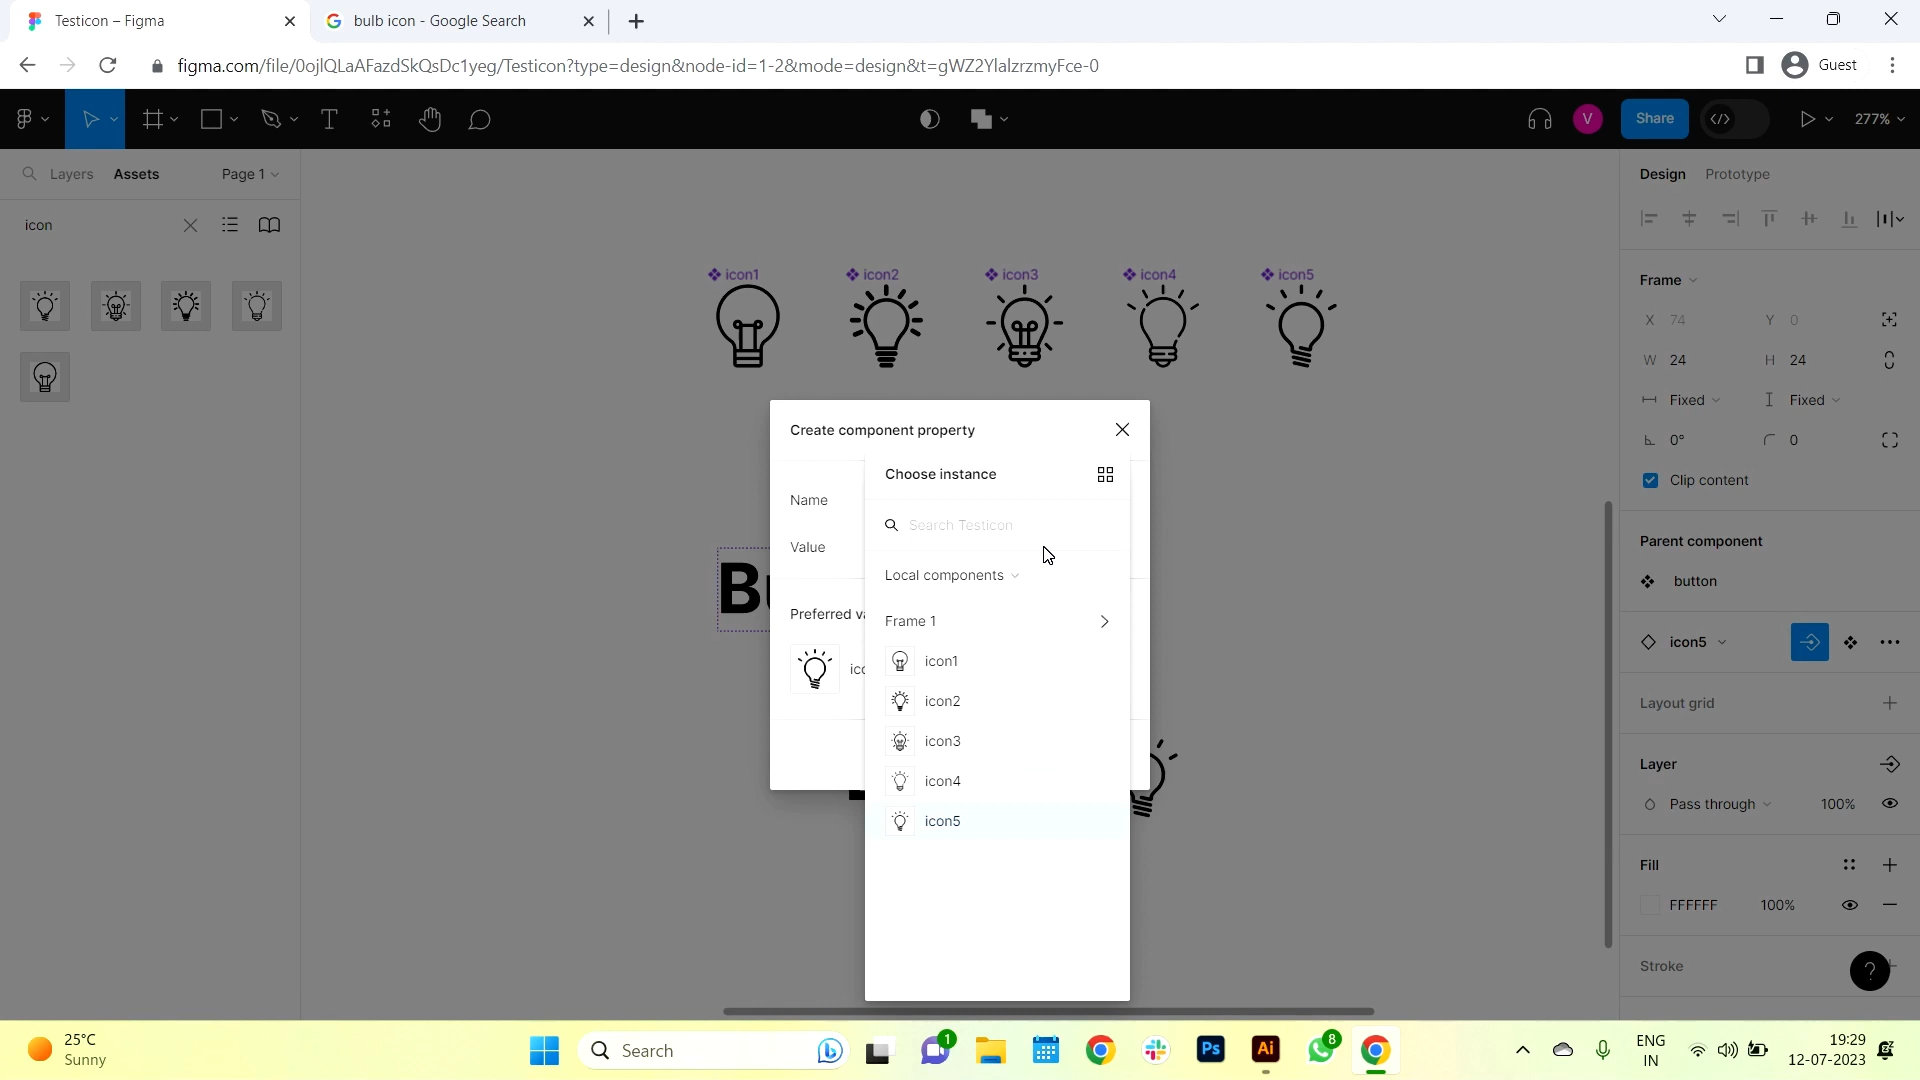 Testicon – Figma
bulb icon - Google Search
figma.com/file/0ojlQLaAFazdSkQsDc1yeg/Testicon?type=design&node-id=1-2&mode=design&t=gWZ2YlalzrzmyFce-0
Guest
V
Share
277%
Layers
Assets
Page 1
icon
icon1
icon2
icon3
icon4
icon5
Create component property
Name
Value
Preferred
Choose instance
Search Testicon
Local components
Frame 1
icon1
icon2
icon3
icon4
icon5
Design
Prototype
Frame
X 74
Y 0
W 24
H 24
Fixed
Fixed
0°
0
Clip content
Parent component
button
icon5
Layout grid
Layer
Pass through
100%
Fill
FFFFFF
100%
Stroke
?
25°C
Sunny
Search
1
Ps
Ai
8
ENG
IN
19:29
12-07-2023